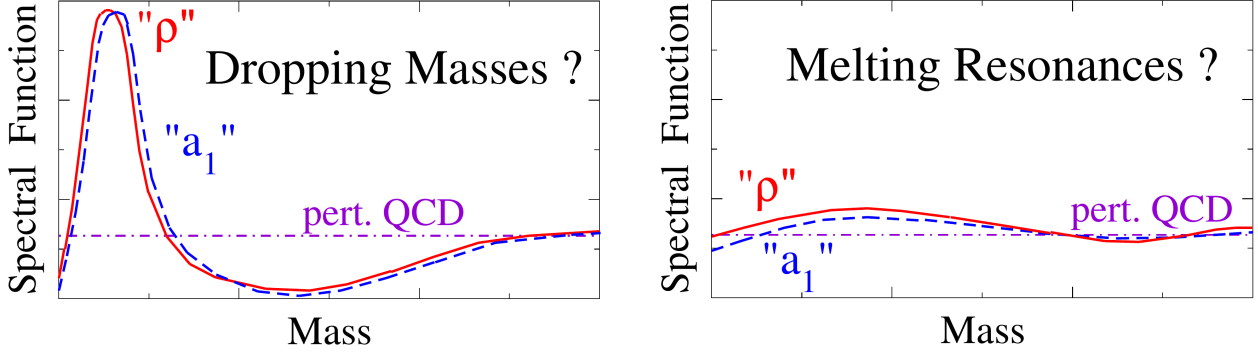 "ρ"
Dropping Masses ?
"a1"
pert. QCD
Spectral Function
Mass
Melting Resonances ?
"ρ"
pert. QCD
"a1"
Spectral Function
Mass